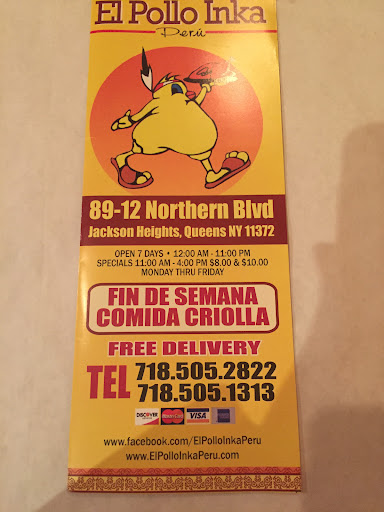 El Pollo Inka
Perú
89-12 Northern Blvd
Jackson Heights, Queens NY 11372
OPEN 7 DAYS • 12:00 AM - 11:00 PM
SPECIALS 11:00 AM - 4:00 PM $8.00 & $10.00
MONDAY THRU FRIDAY
FIN DE SEMANA
COMIDA CRIOLLA
FREE DELIVERY
TEL 718.505.2822
718.505.1313
DISCOVER MasterCard VISA
www.facebook.com/ElPolloInkaPeru
www.ElPolloInkaPeru.com